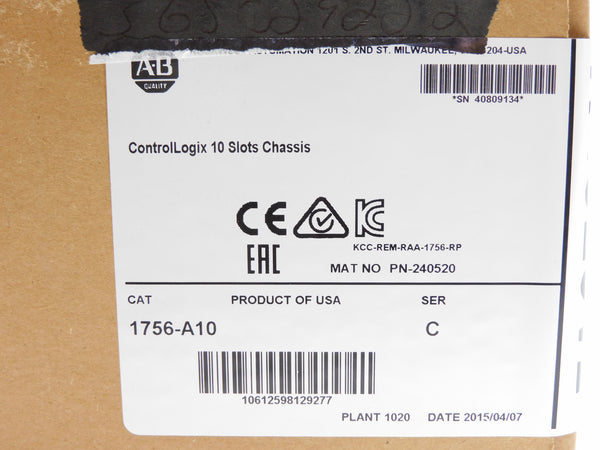 AUTOMATION 1201 S. 2ND ST. MILWAUKEE, 204-USA
AB
QUALITY
*SN 40809134*
ControlLogix 10 Slots Chassis
CE KC
KCC-REM-RAA-1756-RP
EAC
MAT NO PN-240520
CAT PRODUCT OF USA SER
1756-A10 C
10612598129277
PLANT 1020 DATE 2015/04/07